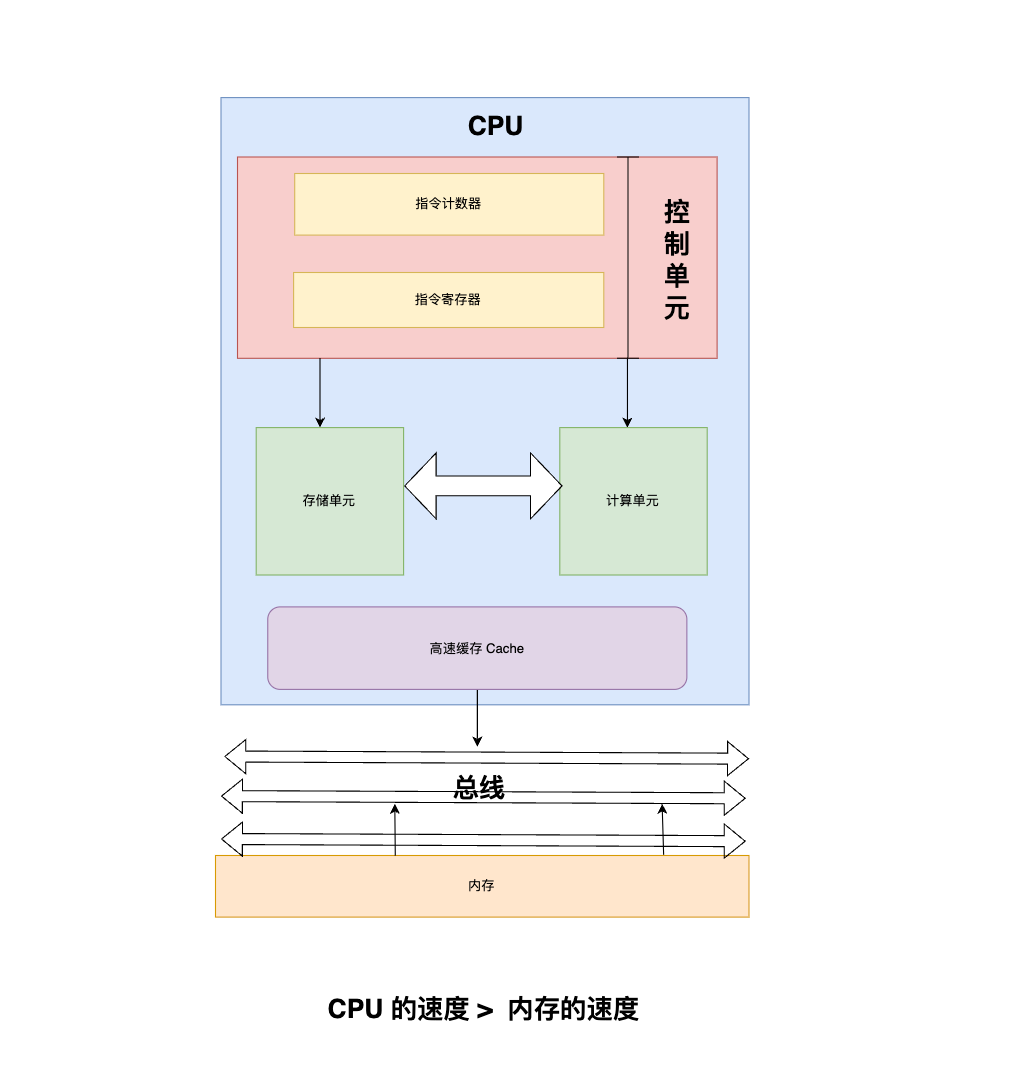 CPU
指令计数器
控
制
单
元
指令寄存器
存储单元
计算单元
高速缓存 Cache
总线
内存
CPU 的速度 > 内存的速度